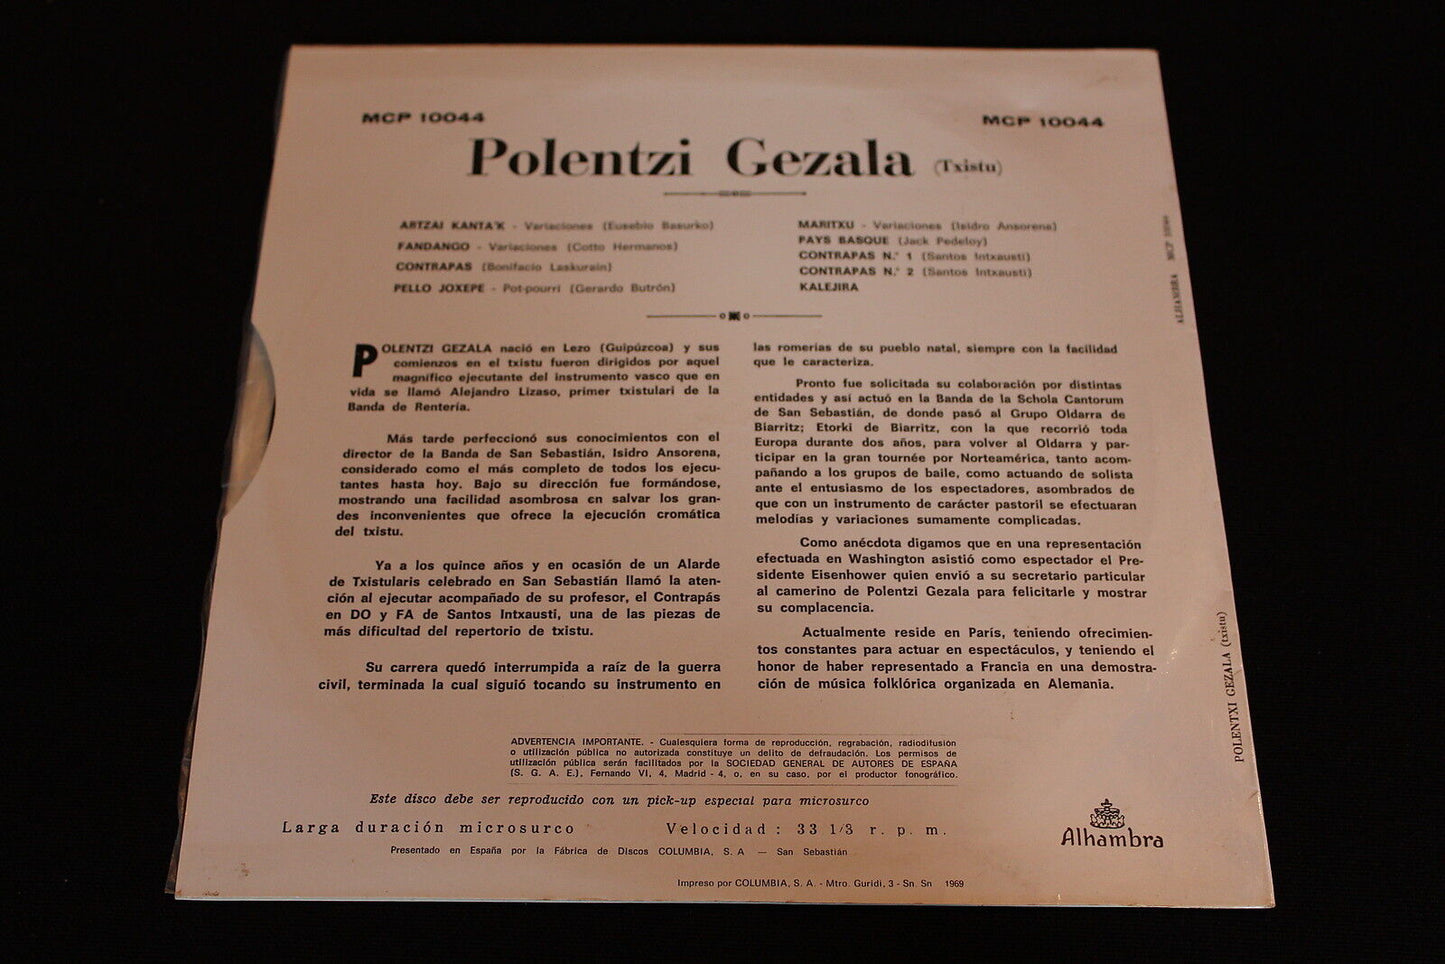 MCP 10044
MCP 10044
Polentzi Gezala (Txistu)
ARTZAI KANTA'K - Variaciones (Eusebio Basurko)
FANDANGO - Variaciones (Cotto Hermanos)
CONTRAPAS (Bonifacio Laskurain)
PELLO JOXEPE - Pot-pourri (Gerardo Butrón)
MARITXU - Variaciones (Isidro Ansorena)
PAYS BASQUE (Jack Pedeloy)
CONTRAPAS N.° 1 (Santos Intxausti)
CONTRAPAS N.° 2 (Santos Intxausti)
KALEJIRA
POLENTZI GEZALA nació en Lezo (Guipúzcoa) y sus
comienzos en el txistu fueron dirigidos por aquel
magnífico ejecutante del instrumento vasco que en
vida se llamó Alejandro Lizaso, primer txistulari de la
Banda de Rentería.
Más tarde perfeccionó sus conocimientos con el
director de la Banda de San Sebastián, Isidro Ansorena,
considerado como el más completo de todos los ejecu-
tantes hasta hoy. Bajo su dirección fue formándose,
mostrando una facilidad asombrosa en salvar los gran-
des inconvenientes que ofrece la ejecución cromática
del txistu.
Ya a los quince años y en ocasión de un Alarde
de Txistularis celebrado en San Sebastián llamó la aten-
ción al ejecutar acompañado de su profesor, el Contrapás
en DO y FA de Santos Intxausti, una de las piezas de
más dificultad del repertorio de txistu.
Su carrera quedó interrumpida a raíz de la guerra
civil, terminada la cual siguió tocando su instrumento en
las romerías de su pueblo natal, siempre con la facilidad
que le caracteriza.
Pronto fue solicitada su colaboración por distintas
entidades y así actuó en la Banda de la Schola Cantorum
de San Sebastián, de donde pasó al Grupo Oldarra de
Biarritz; Etorki de Biarritz, con la que recorrió toda
Europa durante dos años, para volver al Oldarra y par-
ticipar en la gran tournée por Norteamérica, tanto acom-
pañando a los grupos de baile, como actuando de solista
ante el entusiasmo de los espectadores, asombrados de
que con un instrumento de carácter pastoril se efectuaran
melodías y variaciones sumamente complicadas.
Como anécdota digamos que en una representación
efectuada en Washington asistió como espectador el Pre-
sidente Eisenhower quien envió a su secretario particular
al camerino de Polentzi Gezala para felicitarle y mostrar
su complacencia.
Actualmente reside en París, teniendo ofrecimien-
tos constantes para actuar en espectáculos, y teniendo el
honor de haber representado a Francia en una demostra-
ción de música folklórica organizada en Alemania.
ALHAMBRA MCP 10044
POLENTXI GEZALA (txistu)
ADVERTENCIA IMPORTANTE. - Cualesquiera forma de reproducción, regrabación, radiodifusión
o utilización pública no autorizada constituye un delito de defraudación. Los permisos de
utilización pública serán facilitados por la SOCIEDAD GENERAL DE AUTORES DE ESPAÑA
(S. G. A. E.), Fernando VI, 4, Madrid - 4, o, en su caso, por el productor fonográfico.
Este disco debe ser reproducido con un pick-up especial para microsurco
Larga duración microsurco Velocidad: 33 1/3 r. p. m.
Presentado en España por la Fábrica de Discos COLUMBIA, S. A — San Sebastián
Alhambra
Impreso por COLUMBIA, S. A. - Mtro. Guridi, 3 - Sn. Sn 1969